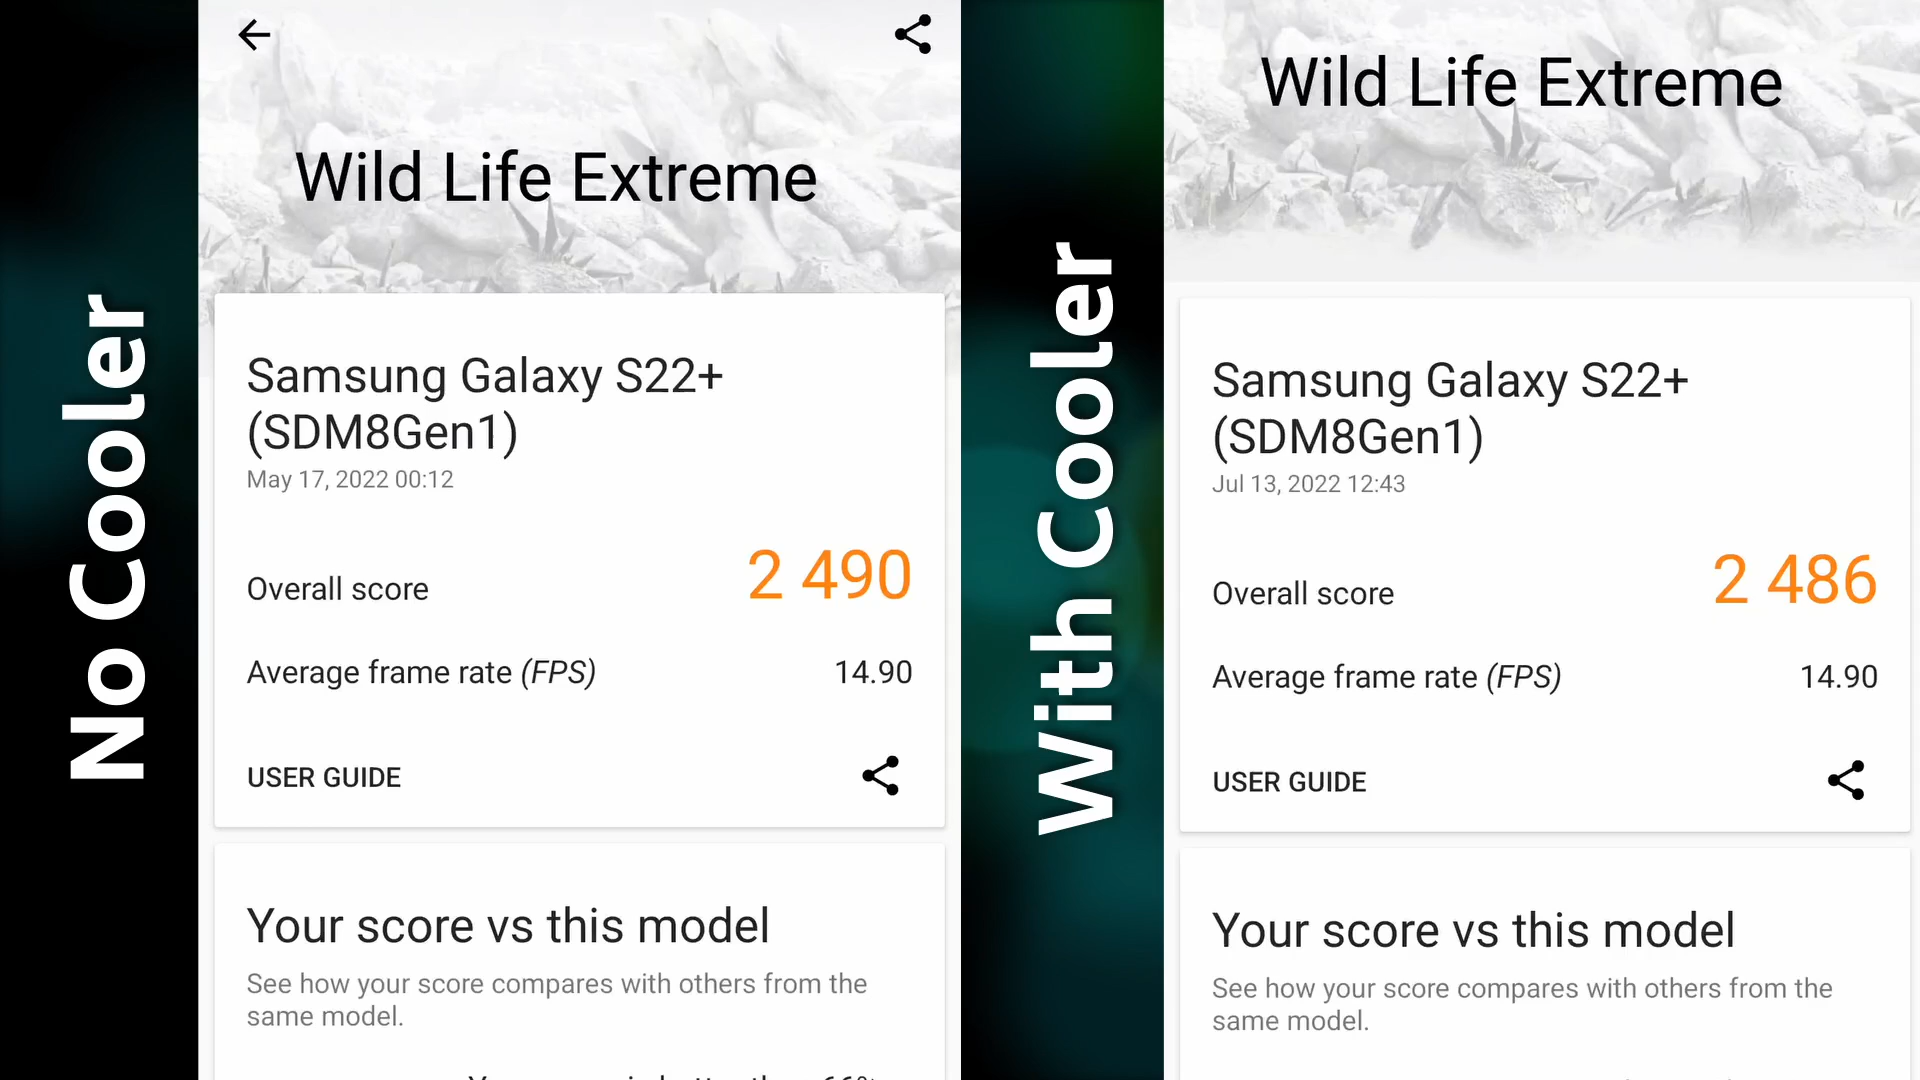 No Cooler
Wild Life Extreme
Samsung Galaxy S22+
(SDM8Gen1)
May 17, 2022 00:12
Overall score
2 490
Average frame rate (FPS)
14.90
USER GUIDE
Your score vs this model
See how your score compares with others from the
same model.
With Cooler
Wild Life Extreme
Samsung Galaxy S22+
(SDM8Gen1)
Jul 13, 2022 12:43
Overall score
2 486
Average frame rate (FPS)
14.90
USER GUIDE
Your score vs this model
See how your score compares with others from the
same model.